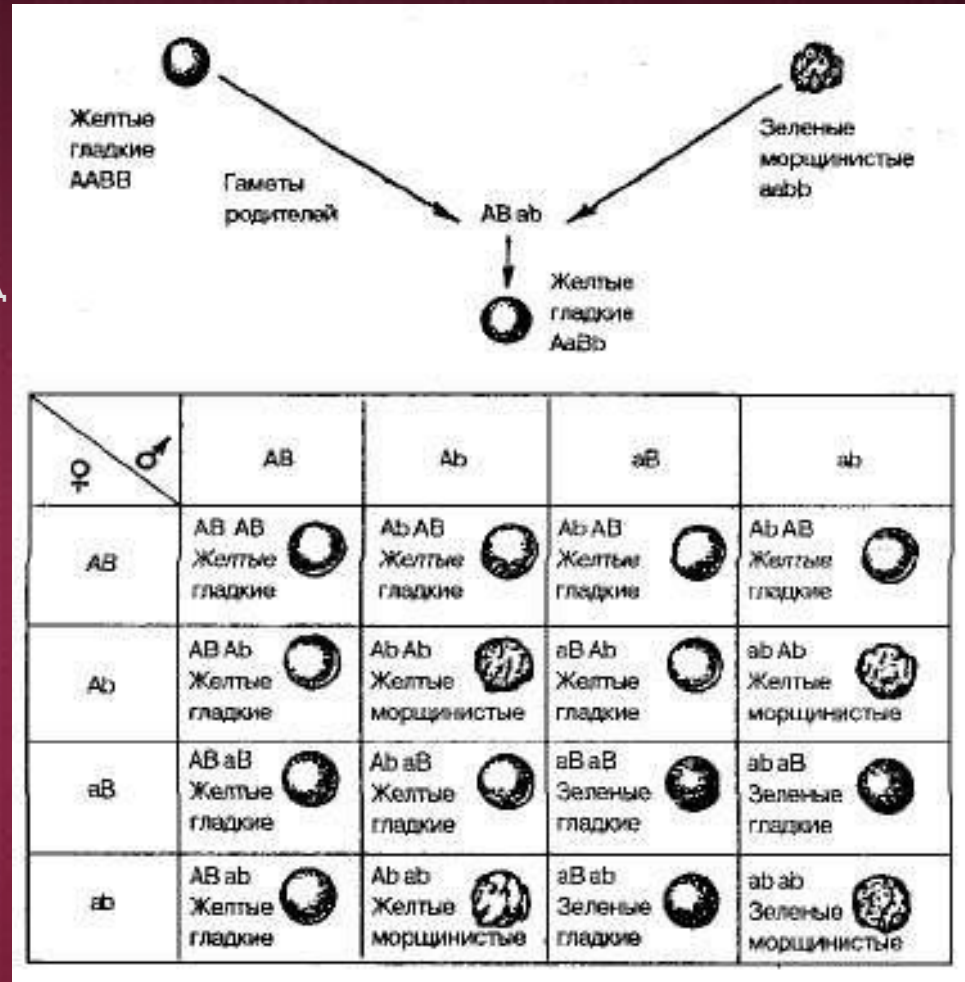 Желтые
гладкие
AABB
Гаметы
родителей
Зеленые
морщинистые
aabb
AB ab
Желтые
гладкие
AaBb
♀ ♂ AB Ab aB ab
AB AB AB Ab AB Ab AB Ab AB
Желтые Желтые Желтые Желтые
гладкие гладкие гладкие гладкие
Ab AB Ab Ab Ab aB Ab ab Ab
Желтые Желтые Желтые Желтые
гладкие морщинистые гладкие морщинистые
aB AB aB Ab aB aB aB ab aB
Желтые Желтые Зеленые Зеленые
гладкие гладкие гладкие гладкие
ab AB ab Ab ab aB ab ab ab
Желтые Желтые Зеленые Зеленые
гладкие морщинистые гладкие морщинистые